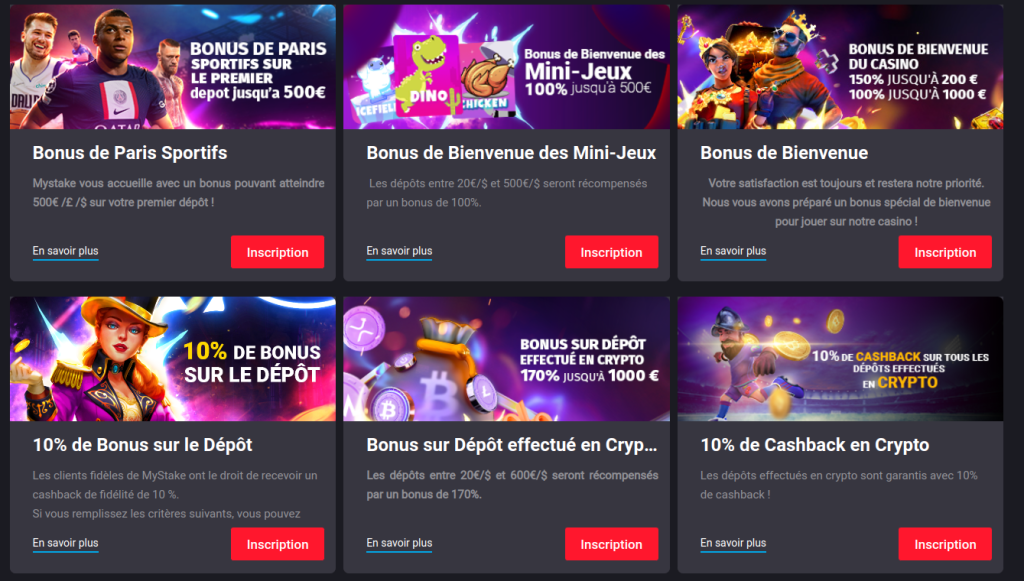 BONUS DE PARIS
SPORTIFS SUR
LE PREMIER
depot jusqu'a 500€
DALL
QATAR
Bonus de Paris Sportifs
Mystake vous accueille avec un bonus pouvant atteindre
500€ /£ /$ sur votre premier dépôt !
En savoir plus
Inscription
Bonus de Bienvenue des
Mini-Jeux
100% jusqu'à 500€
ICEFIEL
DINO
CHICKEN
Bonus de Bienvenue des Mini-Jeux
Les dépôts entre 20€/$ et 500€/$ seront récompensés
par un bonus de 100%.
En savoir plus
Inscription
BONUS DE BIENVENUE
DU CASINO
150% JUSQU'À 200 €
100% JUSQU'À 1000 €
Bonus de Bienvenue
Votre satisfaction est toujours et restera notre priorité.
Nous vous avons préparé un bonus spécial de bienvenue
pour jouer sur notre casino !
En savoir plus
Inscription
10% DE BONUS
SUR LE DÉPÔT
10% de Bonus sur le Dépôt
Les clients fidèles de MyStake ont le droit de recevoir un
cashback de fidélité de 10 %.
Si vous remplissez les critères suivants, vous pouvez
En savoir plus
Inscription
BONUS SUR DÉPÔT
EFFECTUÉ EN CRYPTO
170% JUSQU'À 1000 €
Bonus sur Dépôt effectué en Cryp...
Les dépôts entre 20€/$ et 600€/$ seront récompensés
par un bonus de 170%.
En savoir plus
Inscription
10% DE CASHBACK SUR TOUS LES
DÉPÔTS EFFECTUÉS
EN CRYPTO
10% de Cashback en Crypto
Les dépôts effectués en crypto sont garantis avec 10%
de cashback !
En savoir plus
Inscription